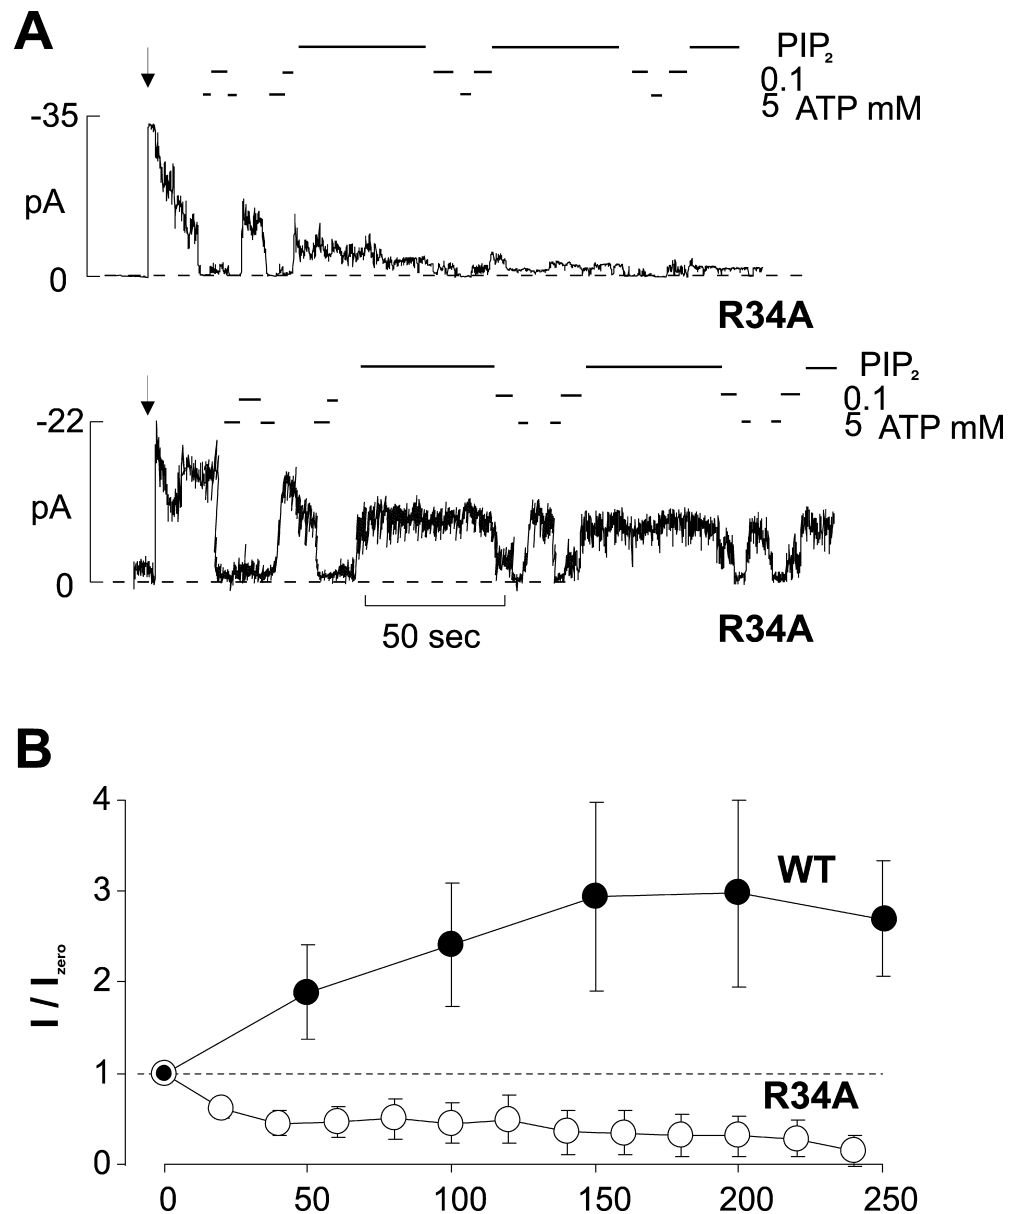 A
PIP2
0.1
5 ATP mM
-35
pA
0
R34A
PIP2
0.1
5 ATP mM
-22
pA
0
50 sec
R34A
B
4
3
2
1
0
I / Izero
WT
R34A
0 50 100 150 200 250